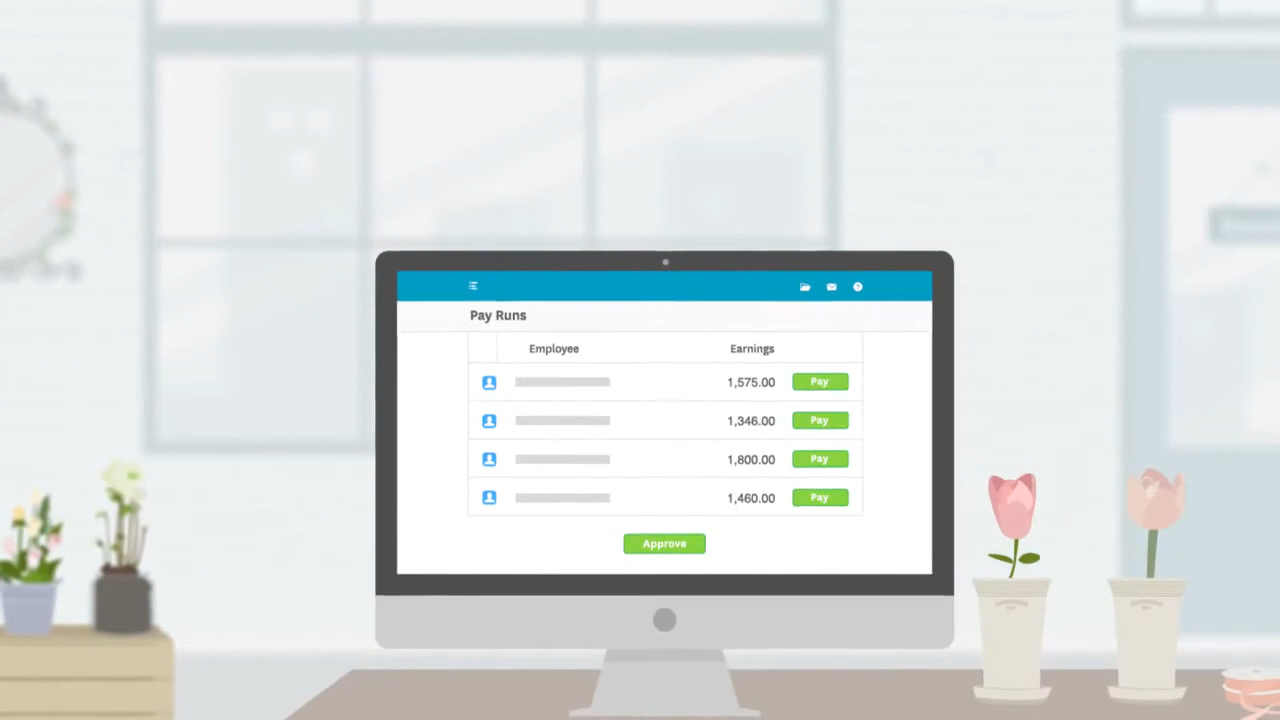 Pay Runs
Employee Earnings
1,575.00 Pay
1,346.00 Pay
1,800.00 Pay
1,460.00 Pay
Approve